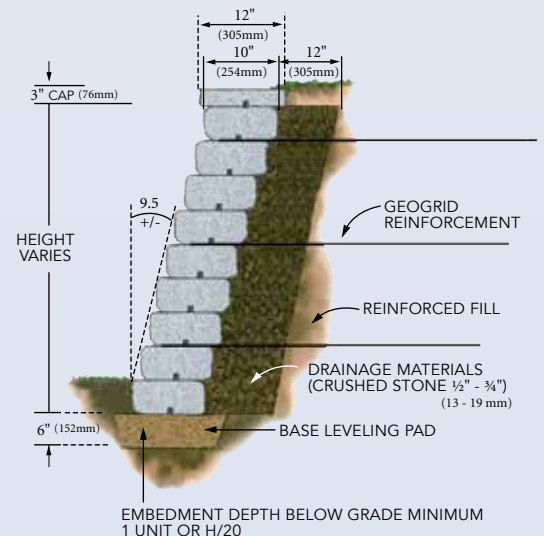 12"
(305mm)
10"
(254mm)
12"
(305mm)
3" CAP (76mm)
9.5
+/-
HEIGHT
VARIES
GEOGRID
REINFORCEMENT
REINFORCED FILL
DRAINAGE MATERIALS
(CRUSHED STONE ½" - ¾")
(13 - 19 mm)
6" (152mm)
BASE LEVELING PAD
EMBEDMENT DEPTH BELOW GRADE MINIMUM
1 UNIT OR H/20